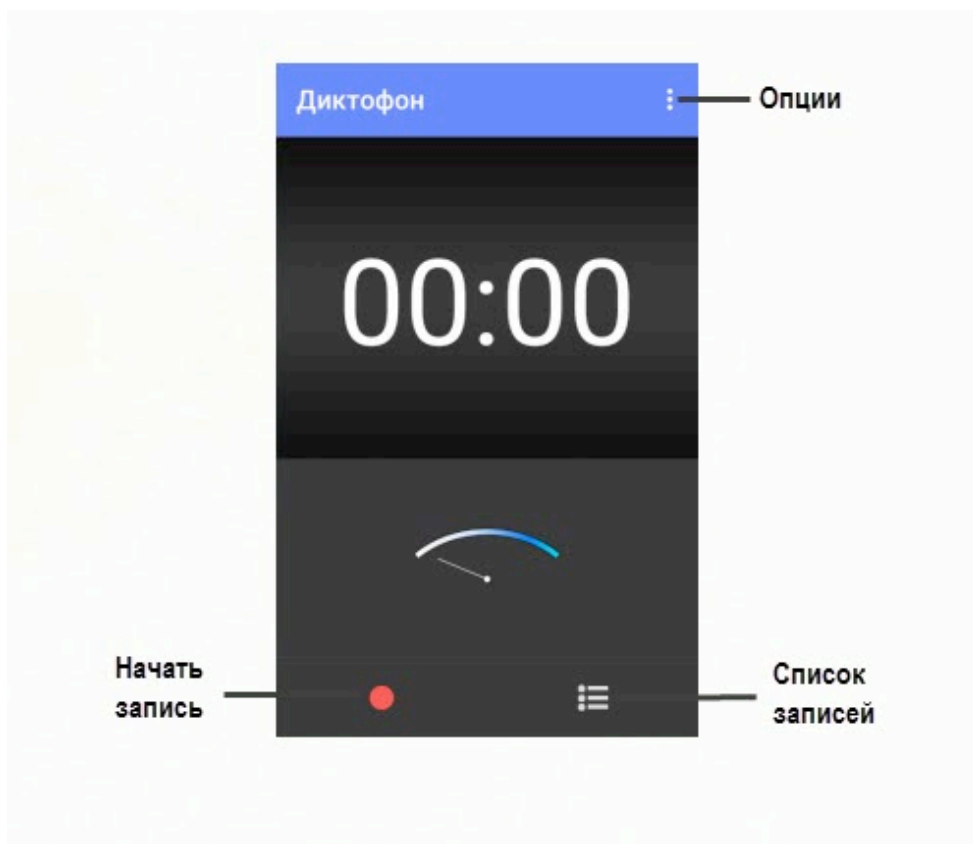 Диктофон
Опции
00:00
Начать
запись
Список
записей